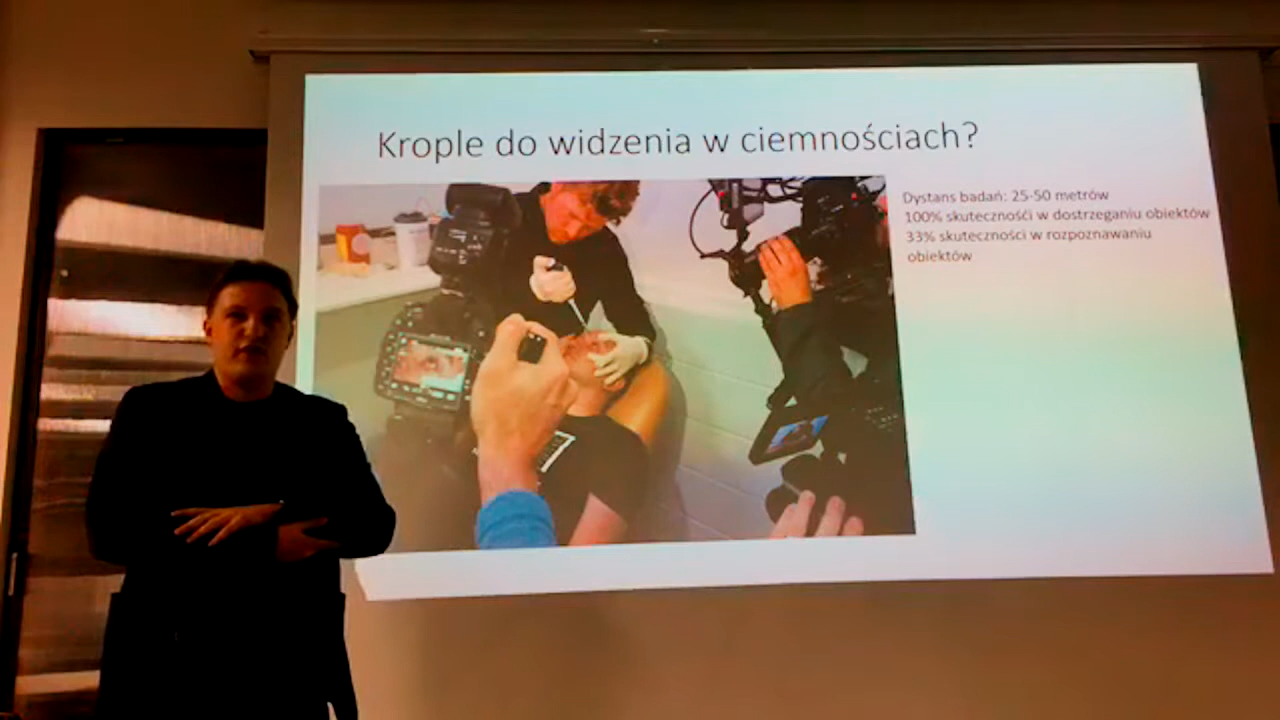 Krople do widzenia w ciemnościach?
Dystans badań: 25-50 metrów
100% skuteczności w dostrzeganiu obiektów
33% skuteczności w rozpoznawaniu
obiektów